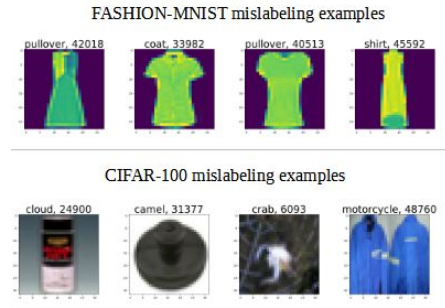 FASHION-MNIST mislabeling examples
pullover, 42018 coat, 33982 pullover, 40513 shirt, 45592
CIFAR-100 mislabeling examples
cloud, 24900 camel, 31377 crab, 6093 motorcycle, 48760